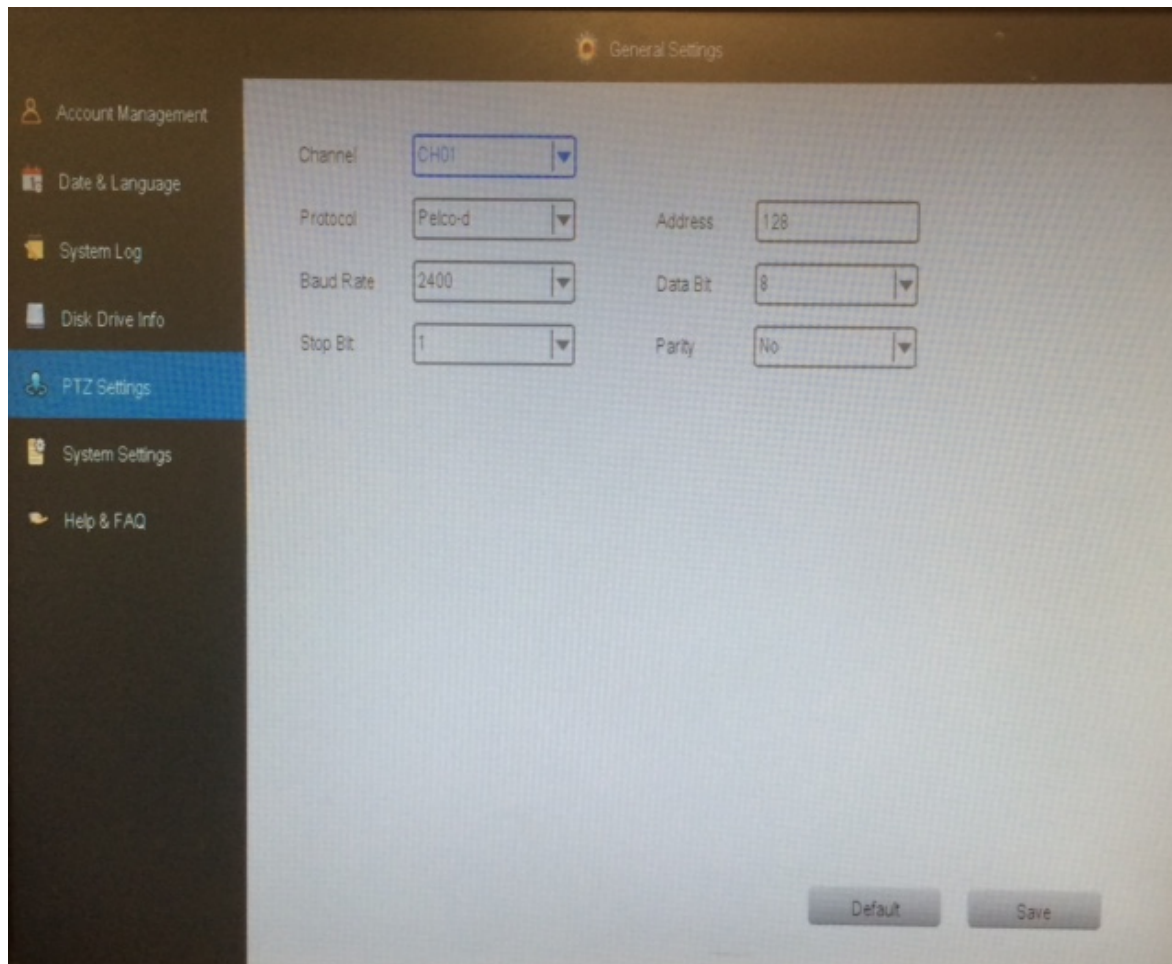 General Settings
Account Management
Date & Language
System Log
Disk Drive Info
PTZ Settings
System Settings
Help & FAQ
Channel CH01
Protocol Pelco-d Address 128
Baud Rate 2400 Data Bit 8
Stop Bit 1 Parity No
Default Save